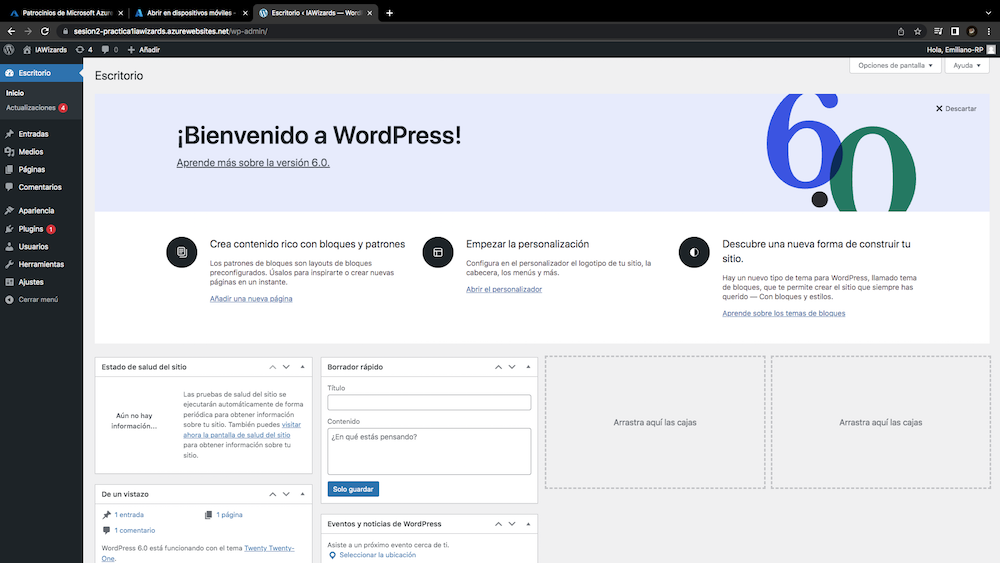 Patrocinios de Microsoft Azure
Abrir en dispositivos móviles -
Escritorio ‹ IAWizards — Word
sesion2-practica1iawizards.azurewebsites.net/wp-admin/
IAWizards
4
0
Añadir
Hola, Emiliano-RP
Escritorio
Inicio
Actualizaciones 4
Entradas
Medios
Páginas
Comentarios
Apariencia
Plugins 1
Usuarios
Herramientas
Ajustes
Cerrar menú
Escritorio
Opciones de pantalla
Ayuda
Descartar
¡Bienvenido a WordPress!
Aprende más sobre la versión 6.0.
6.0
Crea contenido rico con bloques y patrones
Los patrones de bloques son layouts de bloques
preconfigurados. Úsalos para inspirarte o crear nuevas
páginas en un instante.
Añadir una nueva página
Empezar la personalización
Configura en el personalizador el logotipo de tu sitio, la
cabecera, los menús y más.
Abrir el personalizador
Descubre una nueva forma de construir tu
sitio.
Hay un nuevo tipo de tema para WordPress, llamado tema
de bloques, que te permite crear el sitio que siempre has
querido — Con bloques y estilos.
Aprende sobre los temas de bloques
Estado de salud del sitio
Aún no hay
información...
Las pruebas de salud del sitio se
ejecutarán automáticamente de forma
periódica para obtener información
sobre tu sitio. También puedes visitar
ahora la pantalla de salud del sitio
para obtener información sobre tu
sitio.
De un vistazo
1 entrada
1 página
1 comentario
WordPress 6.0 está funcionando con el tema Twenty Twenty-
One.
Borrador rápido
Título
Contenido
¿En qué estás pensando?
Solo guardar
Eventos y noticias de WordPress
Asiste a un próximo evento cerca de ti.
Seleccionar la ubicación
Arrastra aquí las cajas
Arrastra aquí las cajas